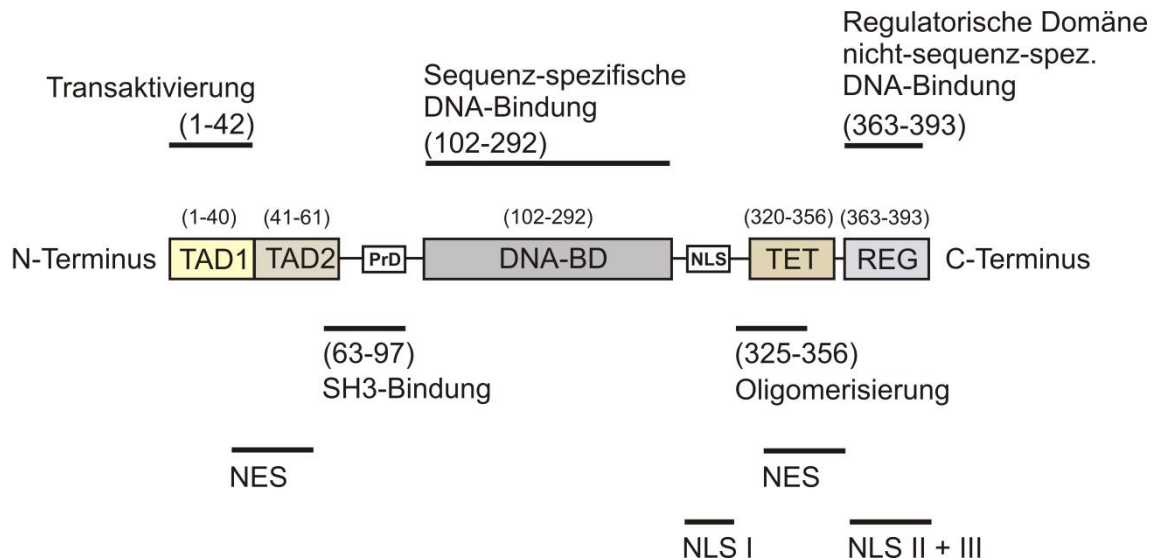 Regulatorische Domäne
nicht-sequenz-spez.
DNA-Bindung
(363-393)
Sequenz-spezifische
DNA-Bindung
(102-292)
Transaktivierung
(1-42)
(1-40) (41-61) (102-292) (320-356) (363-393)
N-Terminus TAD1 TAD2 PrD DNA-BD NLS TET REG C-Terminus
(63-97)
SH3-Bindung
(325-356)
Oligomerisierung
NES NES
NLS I NLS II + III